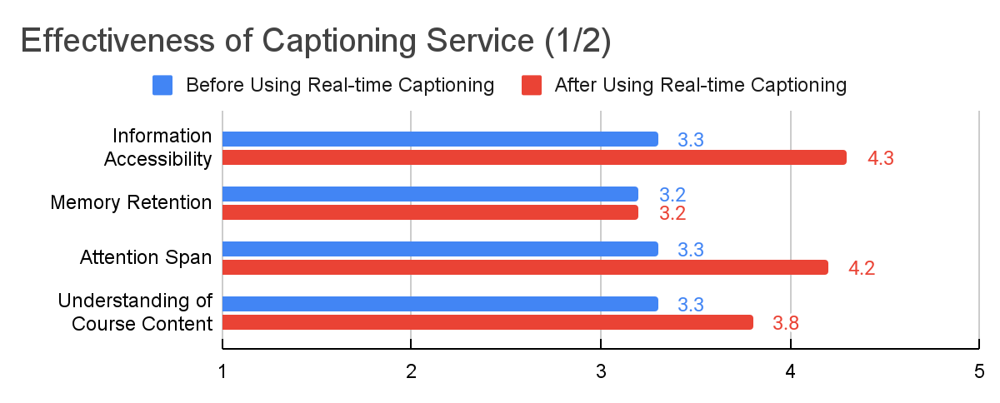 Effectiveness of Captioning Service (1/2)
Before Using Real-time Captioning
After Using Real-time Captioning
Information
Accessibility
3.3
4.3
Memory Retention
3.2
3.2
Attention Span
3.3
4.2
Understanding of
Course Content
3.3
3.8
1 2 3 4 5